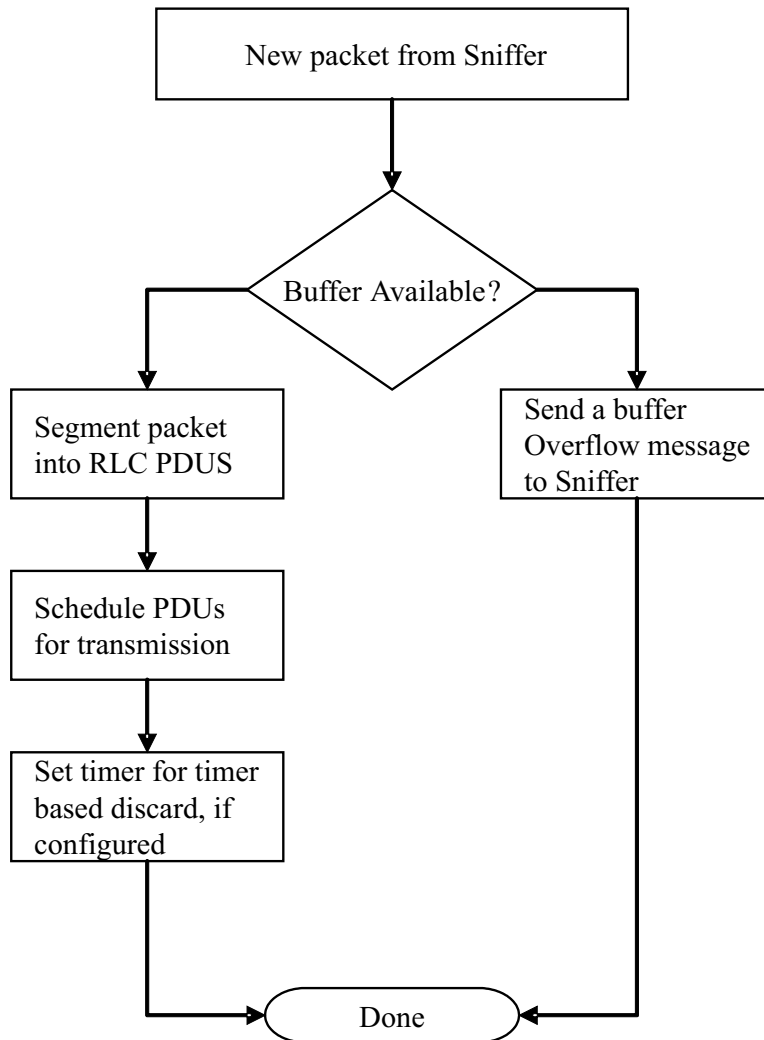 New packet from Sniffer
Buffer Available?
Segment packet
into RLC PDUS
Send a buffer
Overflow message
to Sniffer
Schedule PDUs
for transmission
Set timer for timer
based discard, if
configured
Done